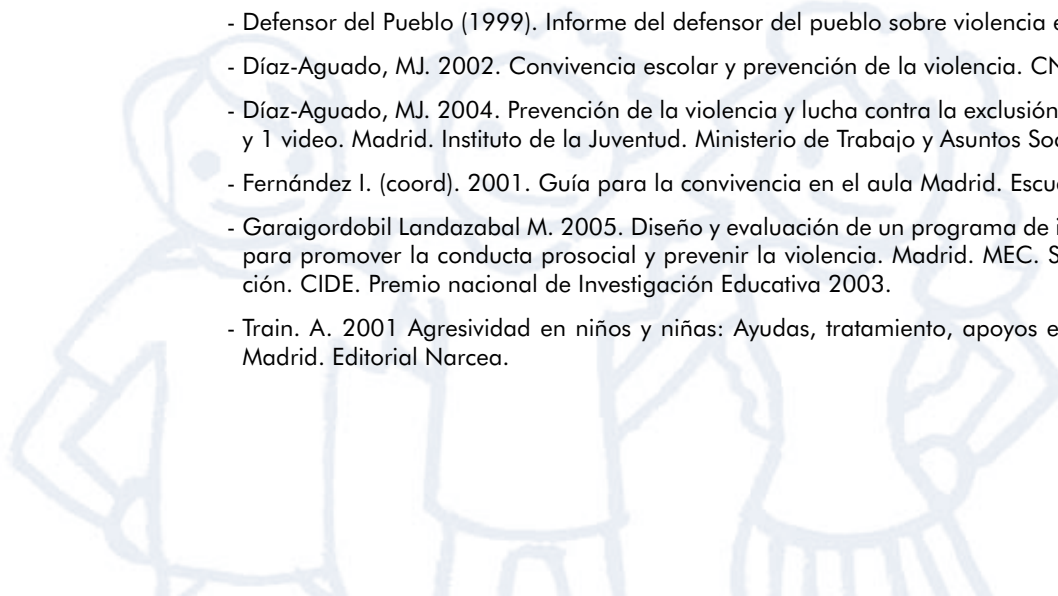 - Defensor del Pueblo (1999). Informe del defensor del pueblo sobre violencia
- Díaz-Aguado, MJ. 2002. Convivencia escolar y prevención de la violencia.
- Díaz-Aguado, MJ. 2004. Prevención de la violencia y lucha contra la exclusión
y 1 video. Madrid. Instituto de la Juventud. Ministerio de Trabajo y Asuntos
- Fernández I. (coord). 2001. Guía para la convivencia en el aula Madrid.
- Garaigordobil Landazabal M. 2005. Diseño y evaluación de un programa de
para promover la conducta prosocial y prevenir la violencia. Madrid. MEC.
ción. CIDE. Premio nacional de Investigación Educativa 2003.
- Train. A. 2001 Agresividad en niños y niñas: Ayudas, tratamiento, apoyos
Madrid. Editorial Narcea.